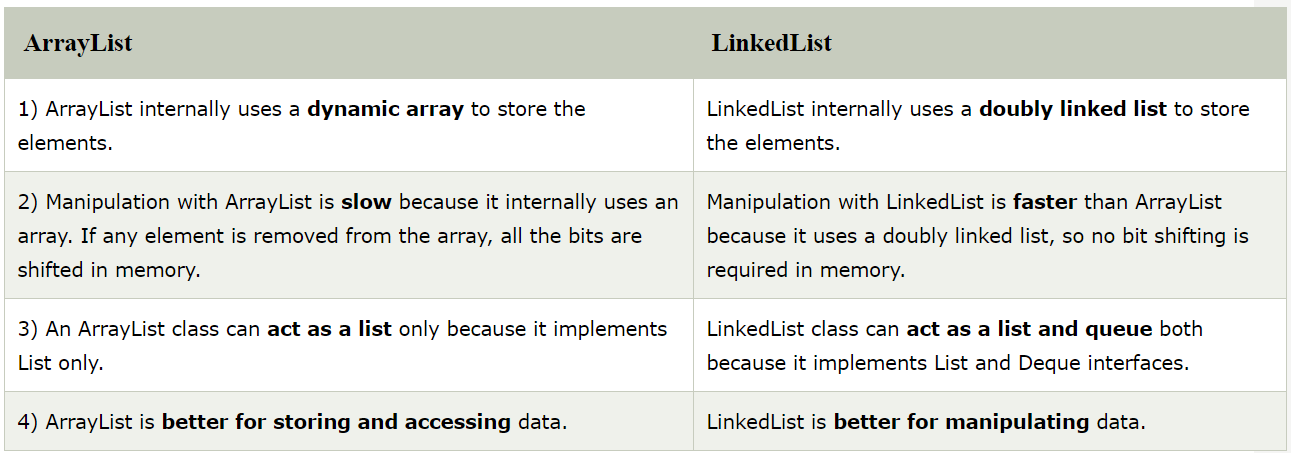 ArrayList
LinkedList
1) ArrayList internally uses a dynamic array to store the
elements.
LinkedList internally uses a doubly linked list to store
the elements.
2) Manipulation with ArrayList is slow because it internally uses an
array. If any element is removed from the array, all the bits are
shifted in memory.
Manipulation with LinkedList is faster than ArrayList
because it uses a doubly linked list, so no bit shifting is
required in memory.
3) An ArrayList class can act as a list only because it implements
List only.
LinkedList class can act as a list and queue both
because it implements List and Deque interfaces.
4) ArrayList is better for storing and accessing data.
LinkedList is better for manipulating data.